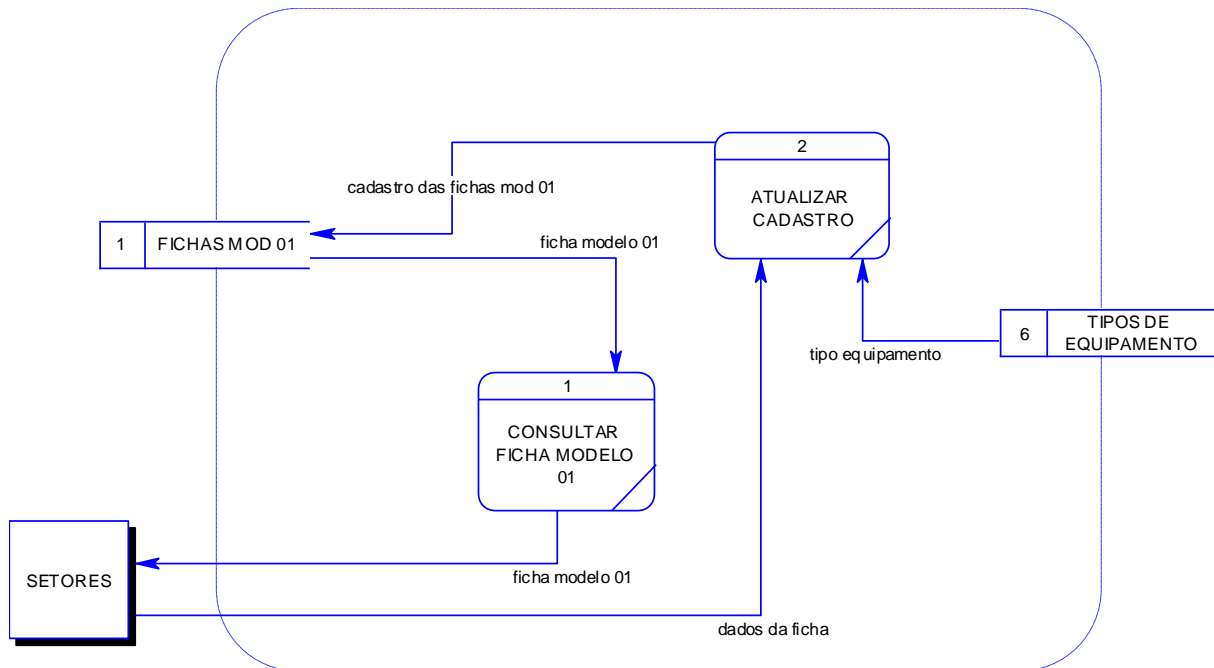 2
ATUALIZAR
CADASTRO
cadastro das fichas mod 01
1
FICHAS MOD 01
ficha modelo 01
6
TIPOS DE
EQUIPAMENTO
tipo equipamento
1
CONSULTAR
FICHA MODELO
01
SETORES
ficha modelo 01
dados da ficha